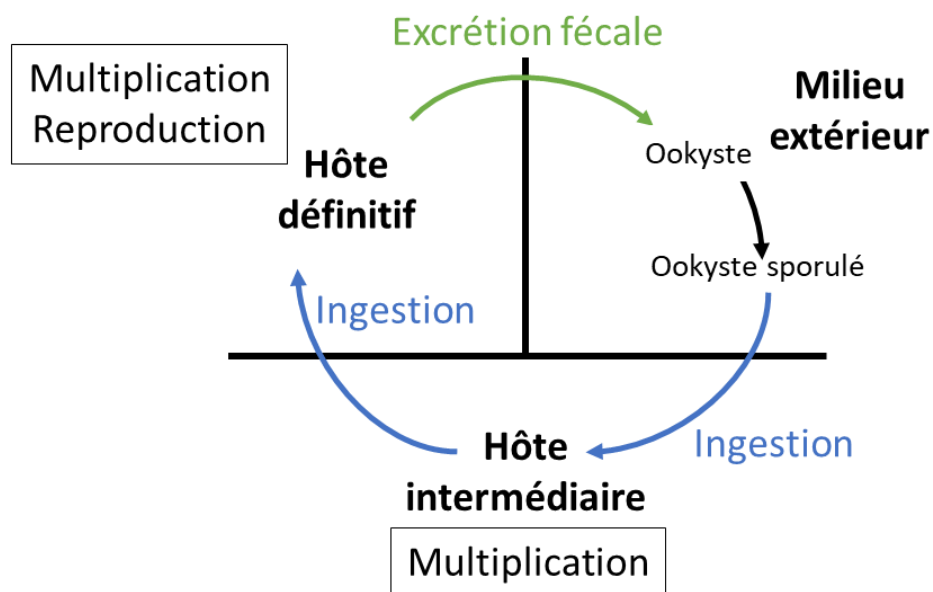 Excrétion fécale
Multiplication
Reproduction
Milieu
extérieur
Hôte
définitif
Ookyste
Ookyste sporulé
Ingestion
Ingestion
Hôte
intermédiaire
Multiplication